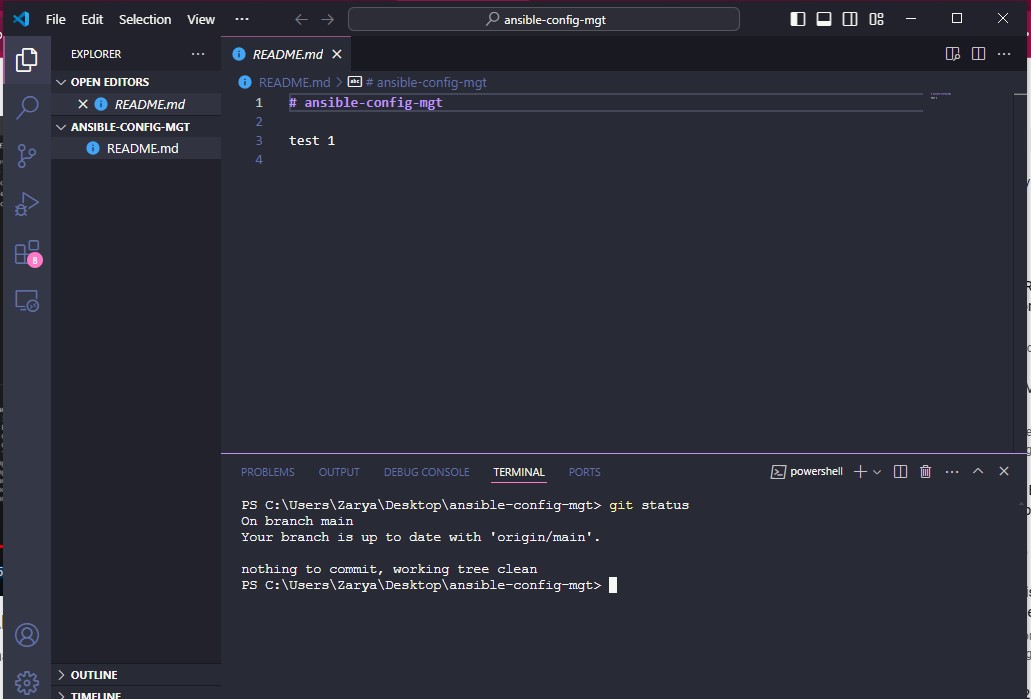 File Edit Selection View ··· ansible-config-mgt
EXPLORER ···
OPEN EDITORS
README.md
ANSIBLE-CONFIG-MGT
README.md
8
OUTLINE
TIMELINE
README.md
README.md > # ansible-config-mgt
1 # ansible-config-mgt
2
3 test 1
4
PROBLEMS OUTPUT DEBUG CONSOLE TERMINAL PORTS powershell
PS C:\Users\Zarya\Desktop\ansible-config-mgt> git status
On branch main
Your branch is up to date with 'origin/main'.
nothing to commit, working tree clean
PS C:\Users\Zarya\Desktop\ansible-config-mgt>